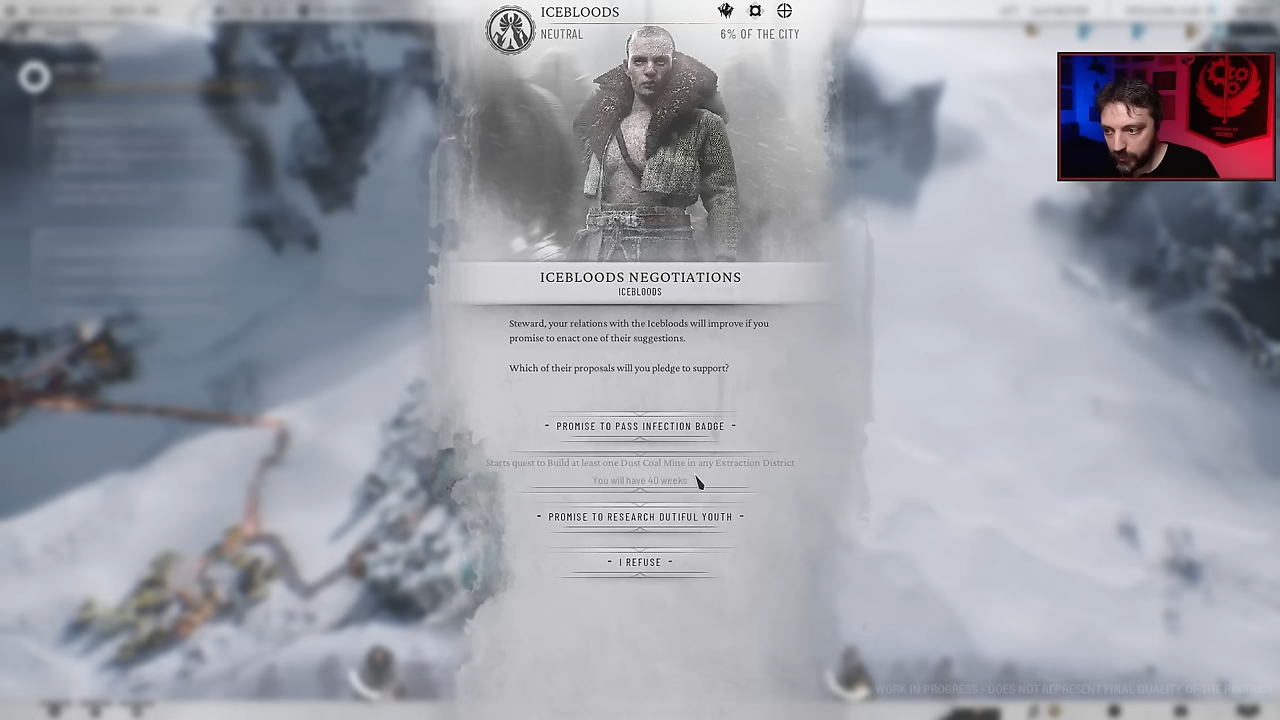 ICEBLOODS
NEUTRAL
6% OF THE CITY
ICEBLOODS NEGOTIATIONS
ICEBLOODS
Steward, your relations with the Icebloods will improve if you
promise to enact one of their suggestions.
Which of their proposals will you pledge to support?
- PROMISE TO PASS INFECTION BADGE -
Starts quest to Build at least one Dust Coal Mine in any Extraction District
You will have 40 weeks
- PROMISE TO RESEARCH DUTIFUL YOUTH -
- I REFUSE -
WORK IN PROGRESS - DOES NOT REPRESENT FINAL QUALITY OF THE